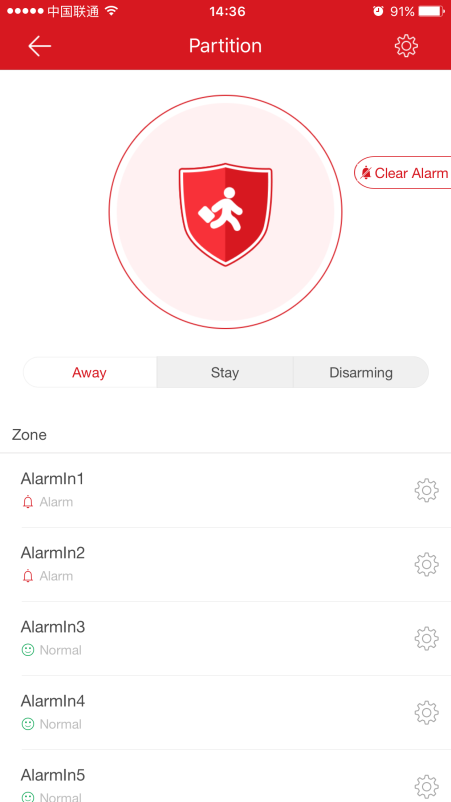 中国联通
14:36
91%
Partition
Clear Alarm
Away
Stay
Disarming
Zone
AlarmIn1
Alarm
AlarmIn2
Alarm
AlarmIn3
Normal
AlarmIn4
Normal
AlarmIn5
Normal